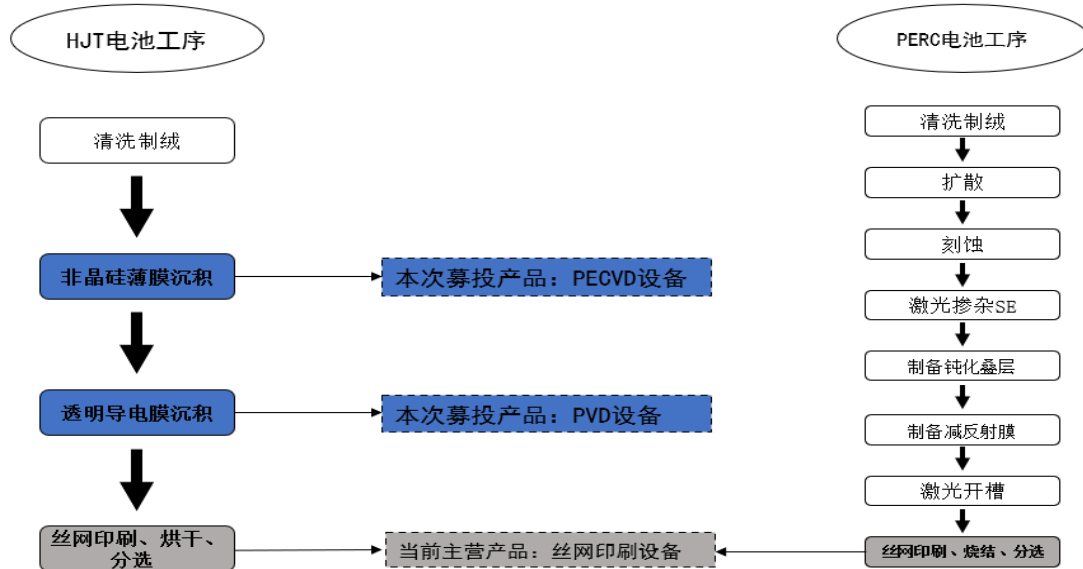 HJT电池工序
清洗制绒
非晶硅薄膜沉积
本次募投产品：PECVD设备
透明导电膜沉积
本次募投产品：PVD设备
丝网印刷、烘干、
分选
当前主营产品：丝网印刷设备
PERC电池工序
清洗制绒
扩散
刻蚀
激光掺杂SE
制备钝化叠层
制备减反射膜
激光开槽
丝网印刷、烧结、分选